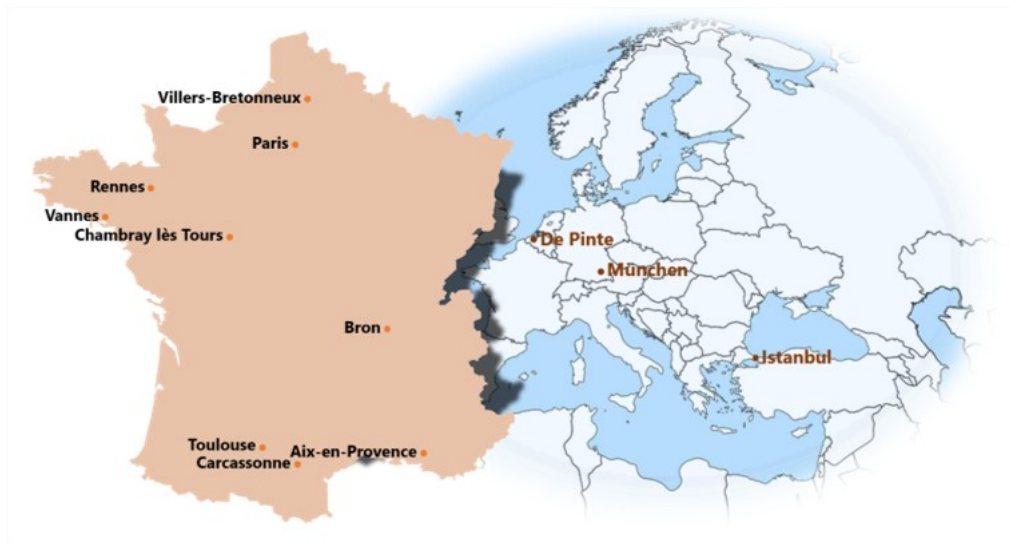 Villers-Bretonneux
Paris
Rennes
Vannes
Chambray lès Tours
De Pinte
München
Bron
Istanbul
Toulouse
Aix-en-Provence
Carcassonne